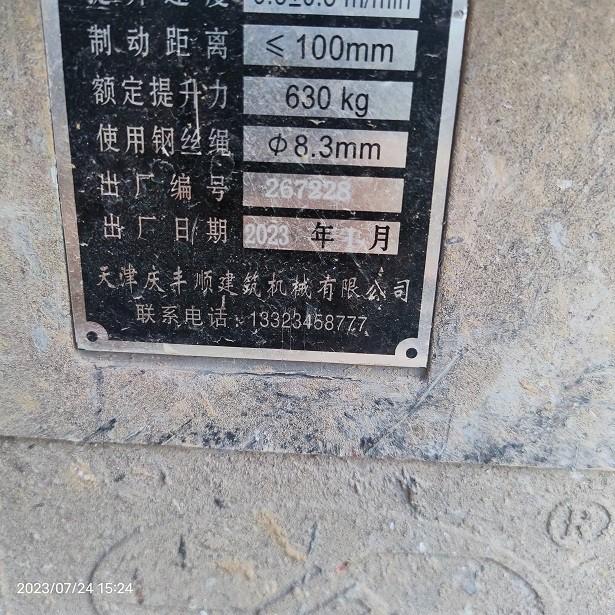 制动距离 ≤100mm
额定提升力 630 kg
使用钢丝绳 Φ8.3mm
出厂编号 267228
出厂日期 2023 年 月
天津庆丰顺建筑机械有限公司
联系电话:13323458777
®
2023/07/24 15:24